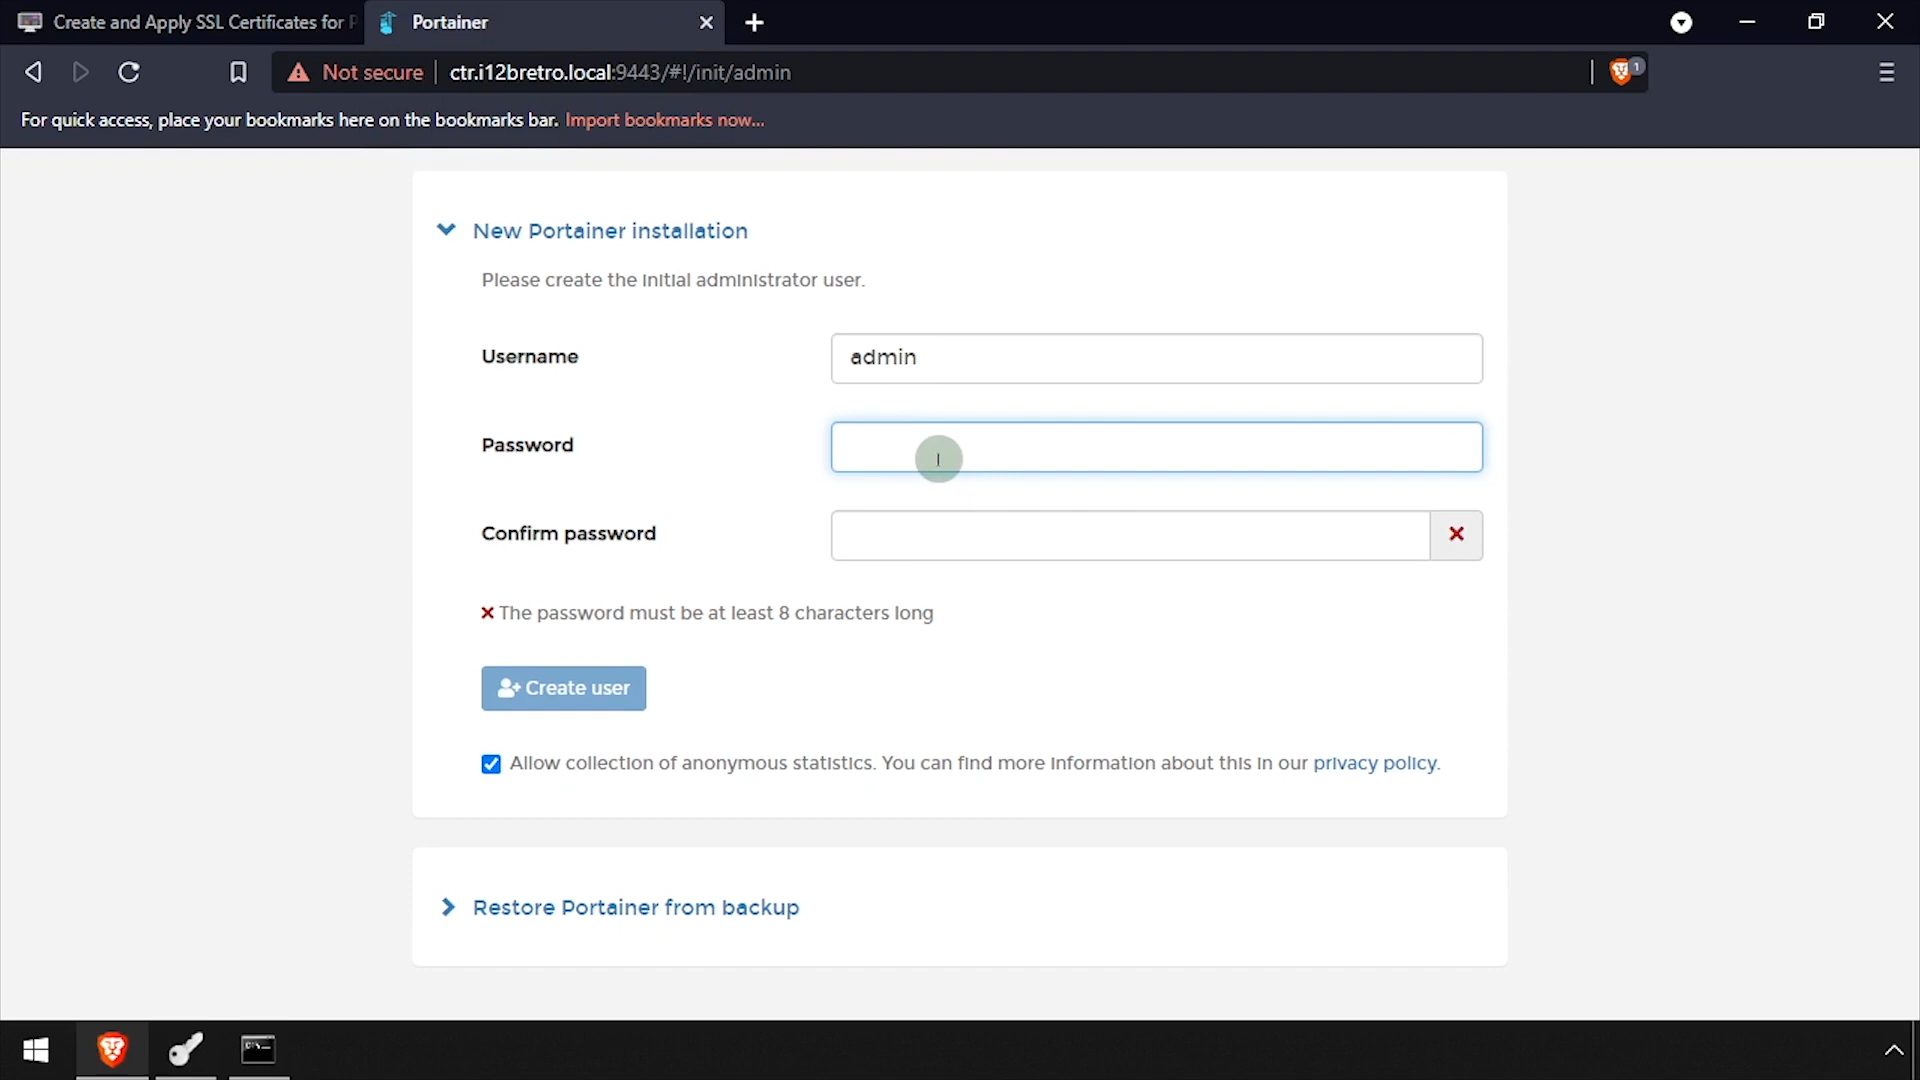 Create and Apply SSL Certificates for P
Portainer
Not secure
ctr.i12bretro.local:9443/#!/init/admin
1
For quick access, place your bookmarks here on the bookmarks bar. Import bookmarks now...
New Portainer installation
Please create the initial administrator user.
Username
admin
Password
Confirm password
The password must be at least 8 characters long
Create user
Allow collection of anonymous statistics. You can find more information about this in our privacy policy.
Restore Portainer from backup